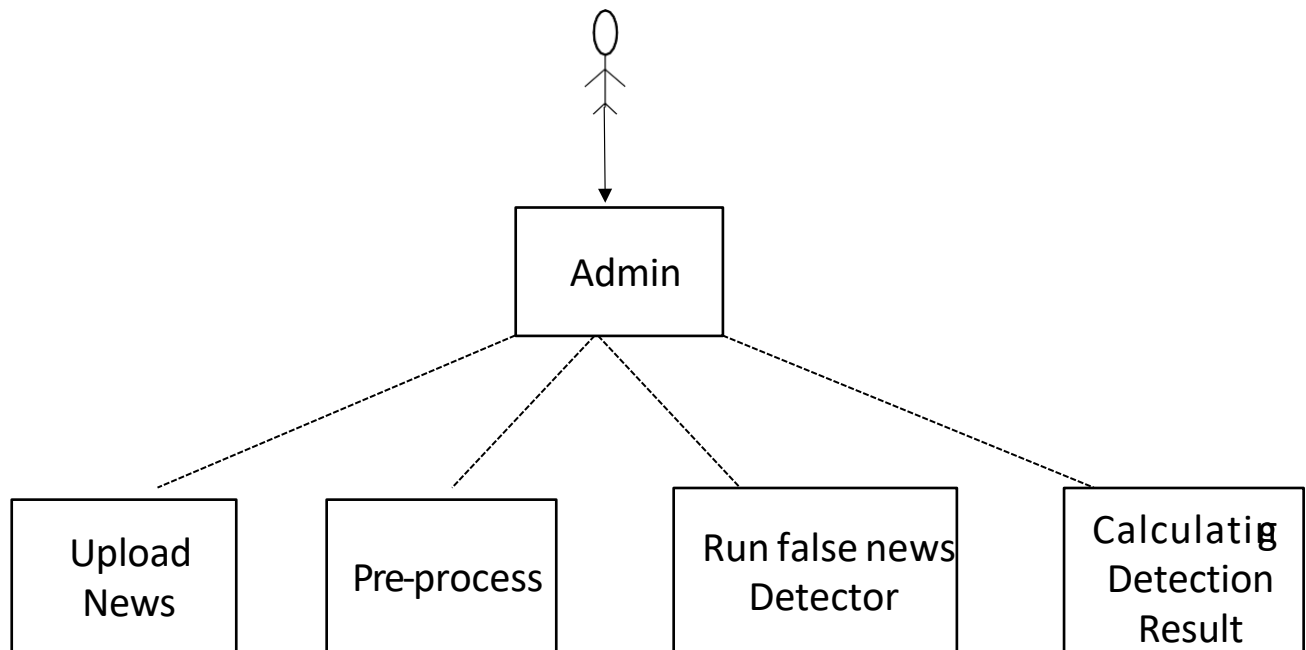 Admin
Upload
News
Pre-process
Run false news
Detector
Calculating
Detection
Result